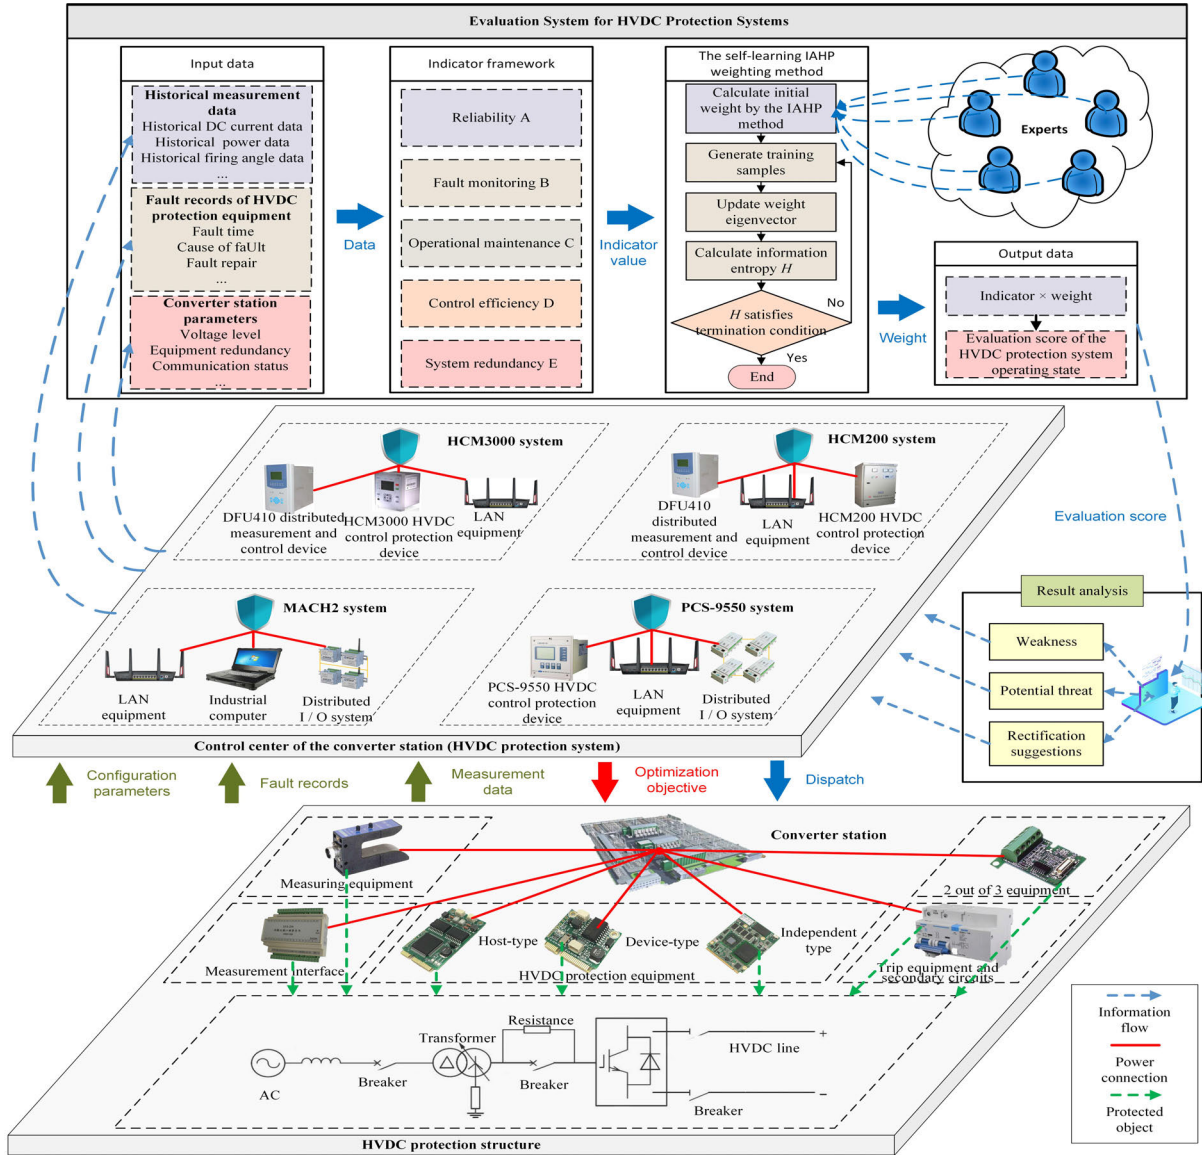 Evaluation System for HVDC Protection Systems
Input data
Historical measurement
data
Historical DC current data
Historical power data
Historical firing angle data
...
Fault records of HVDC
protection equipment
Fault time
Cause of faUlt
Fault repair
...
Converter station
parameters
Voltage level
Equipment redundancy
Communication status
...
Data
Indicator framework
Reliability A
Fault monitoring B
Operational maintenance C
Control efficiency D
System redundancy E
Indicator
value
The self-learning IAHP
weighting method
Calculate initial
weight by the IAHP
method
Generate training
samples
Update weight
eigenvector
Calculate information
entropy H
No
H satisfies
termination condition
Yes
End
Experts
Weight
Output data
Indicator × weight
Evaluation score of the
HVDC protection system
operating state
HCM3000 system
DFU410 distributed
measurement and
control device
HCM3000 HVDC
control protection
device
LAN
equipment
HCM200 system
DFU410 distributed
measurement
and control device
LAN
equipment
HCM200 HVDC
control protection
device
Evaluation score
MACH2 system
LAN
equipment
Industrial
computer
Distributed
I / O system
PCS-9550 system
PCS-9550 HVDC
control protection
device
LAN
equipment
Distributed
I / O system
Control center of the converter station (HVDC protection system)
Result analysis
Weakness
Potential threat
Rectification
suggestions
Configuration
parameters
Fault records
Measurement
data
Optimization
objective
Dispatch
Converter station
Measuring equipment
2 out of 3 equipment
Measurement interface
Host-type
Device-type
Independent
type
HVDC protection equipment
Trip equipment and
secondary circuits
Resistance
Transformer
HVDC line
+
AC
Breaker
Breaker
Breaker
−
HVDC protection structure
Information
flow
Power
connection
Protected
object